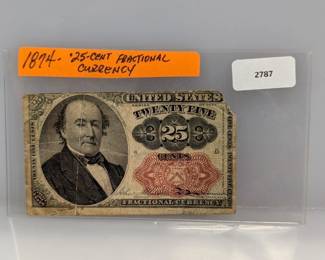 1874- '25-CENT FRACTIONAL
CURRENCY
2787
UNITED STATES
TWENTY FIVE
25
CENTS
FRACTIONAL CURRENCY